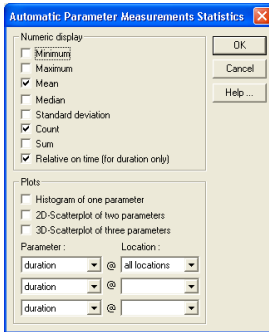 Automatic Parameter Measurements Statistics
Numeric display
Minimum
Maximum
Mean
Median
Standard deviation
Count
Sum
Relative on time (for duration only)
OK
Cancel
Help ...
Plots
Histogram of one parameter
2D-Scatterplot of two parameters
3D-Scatterplot of three parameters
Parameter : Location :
duration @ all locations
duration @
duration @